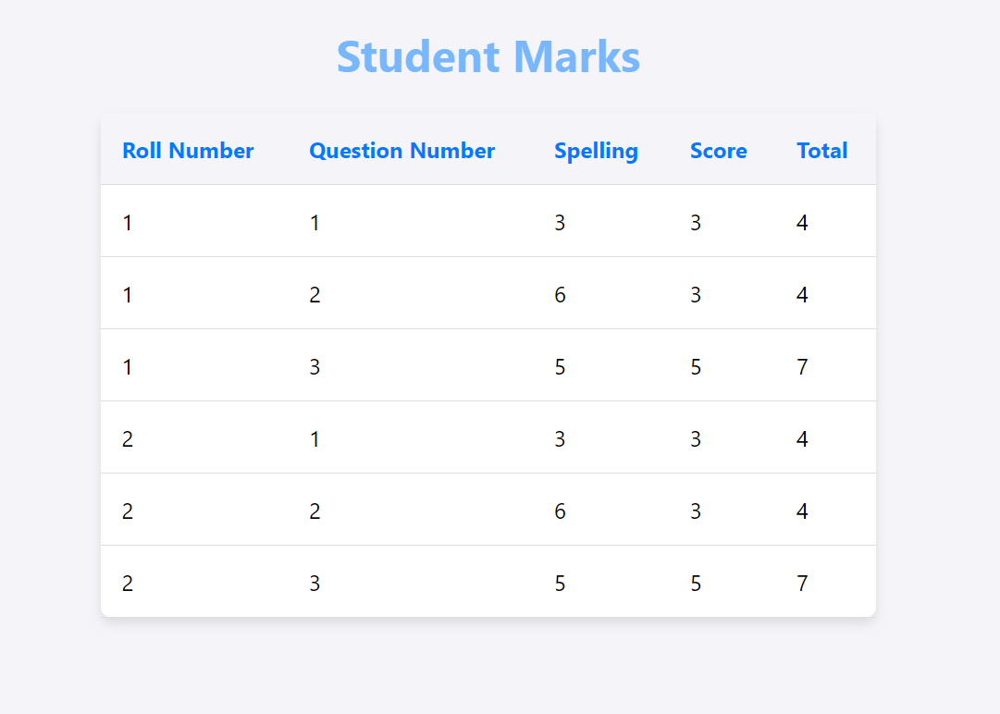 Student Marks
Roll Number Question Number Spelling Score Total
1 1 3 3 4
1 2 6 3 4
1 3 5 5 7
2 1 3 3 4
2 2 6 3 4
2 3 5 5 7